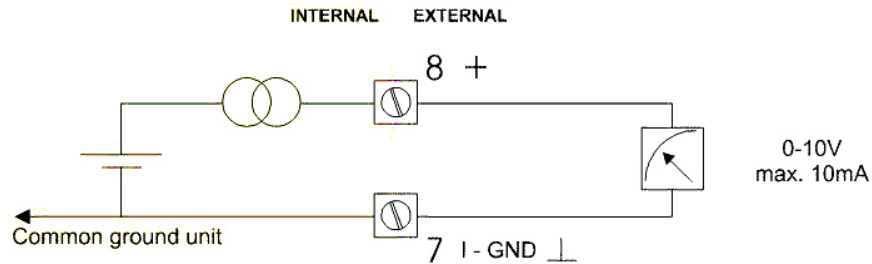 INTERNAL EXTERNAL
8 +
0-10V
max. 10mA
Common ground unit
7 I - GND ⊥